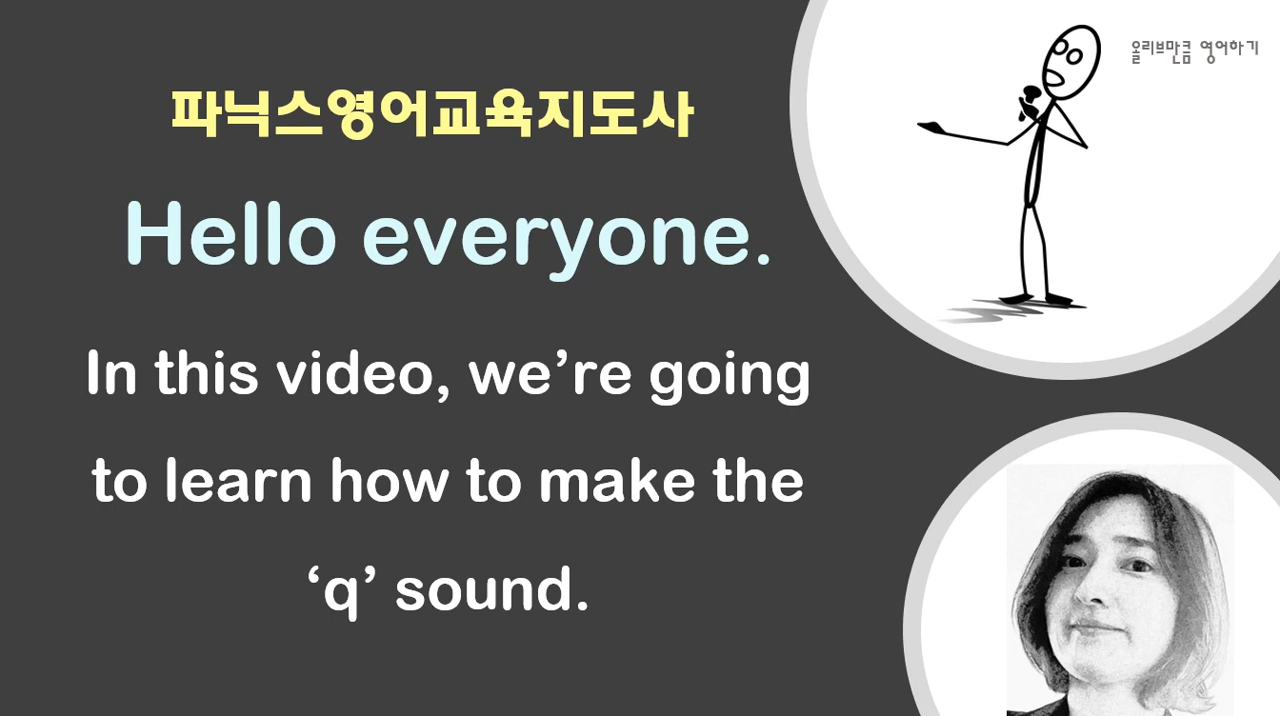 올리브만큼 영어하기
파닉스영어교육지도사
Hello everyone.
In this video, we’re going
to learn how to make the
‘q’ sound.